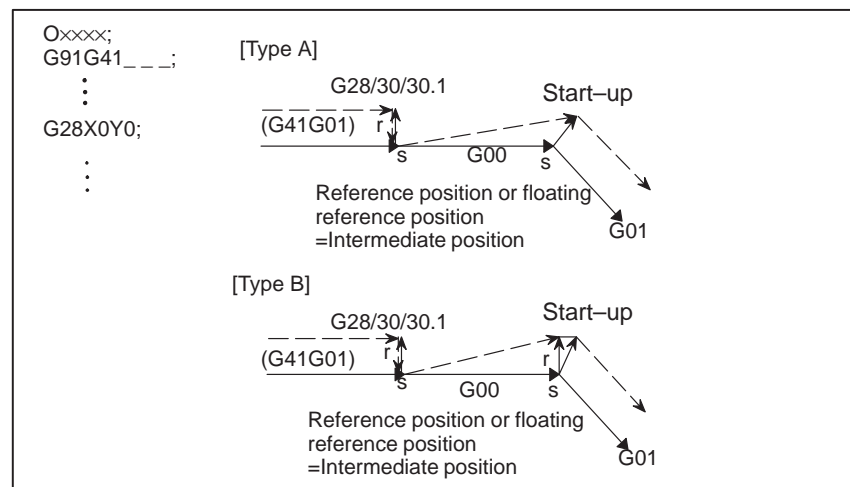 O××××;
G91G41_ _ _;
G28X0Y0;
[Type A]
G28/30/30.1
Start–up
(G41G01)
r
s
G00
s
Reference position or floating
reference position
=Intermediate position
G01
[Type B]
G28/30/30.1
Start–up
(G41G01)
r
r
s
G00
s
Reference position or floating
reference position
=Intermediate position
G01